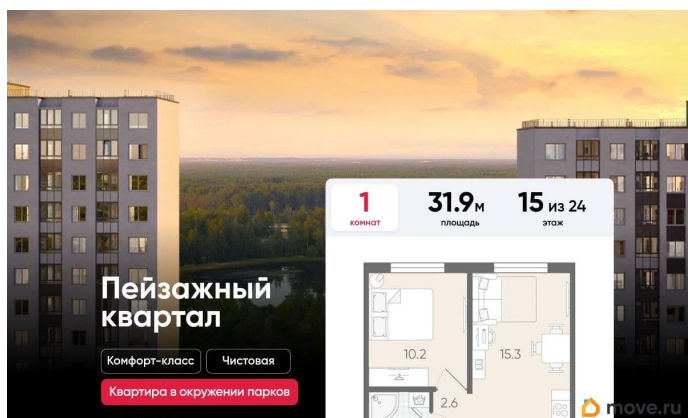 1
комнат
31.9м
площадь
15 из 24
этаж
Пейзажный
квартал
Комфорт-класс
Чистовая
Квартира в окружении парков
10.2
15.3
2.6
move.ru